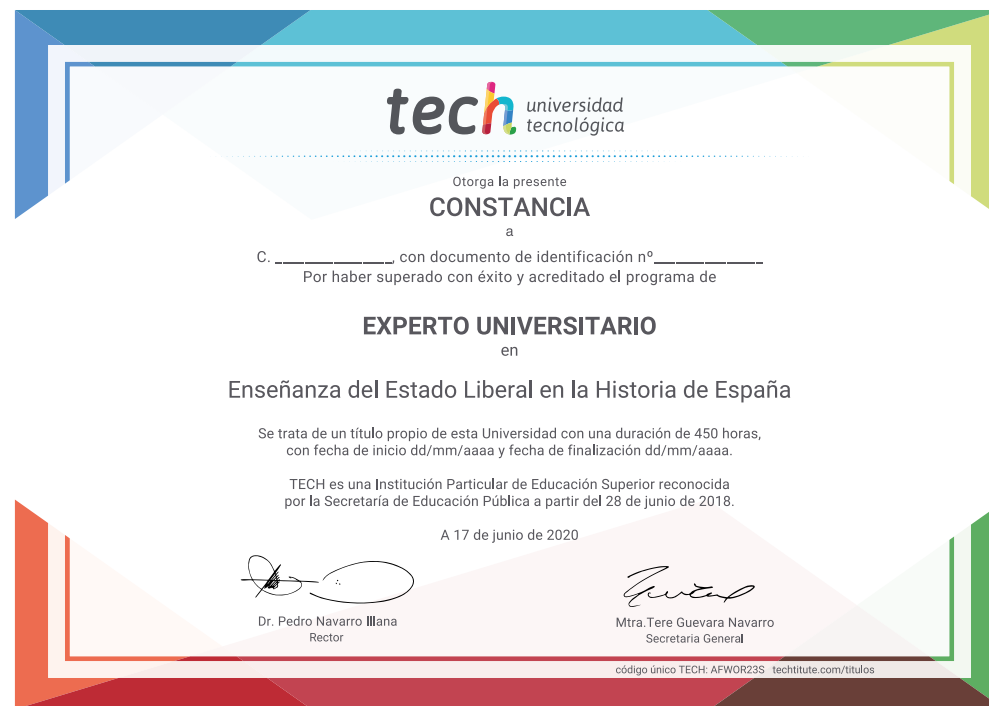 tech universidad tecnológica
Otorga la presente
CONSTANCIA
a
C. ________________, con documento de identificación nº______________
Por haber superado con éxito y acreditado el programa de
EXPERTO UNIVERSITARIO
en
Enseñanza del Estado Liberal en la Historia de España
Se trata de un título propio de esta Universidad con una duración de 450 horas,
con fecha de inicio dd/mm/aaaa y fecha de finalización dd/mm/aaaa.
TECH es una Institución Particular de Educación Superior reconocida
por la Secretaría de Educación Pública a partir del 28 de junio de 2018.
A 17 de junio de 2020
Dr. Pedro Navarro Illana
Rector
Mtra.Tere Guevara Navarro
Secretaria General
código único TECH: AFWOR23S techtitute.com/titulos